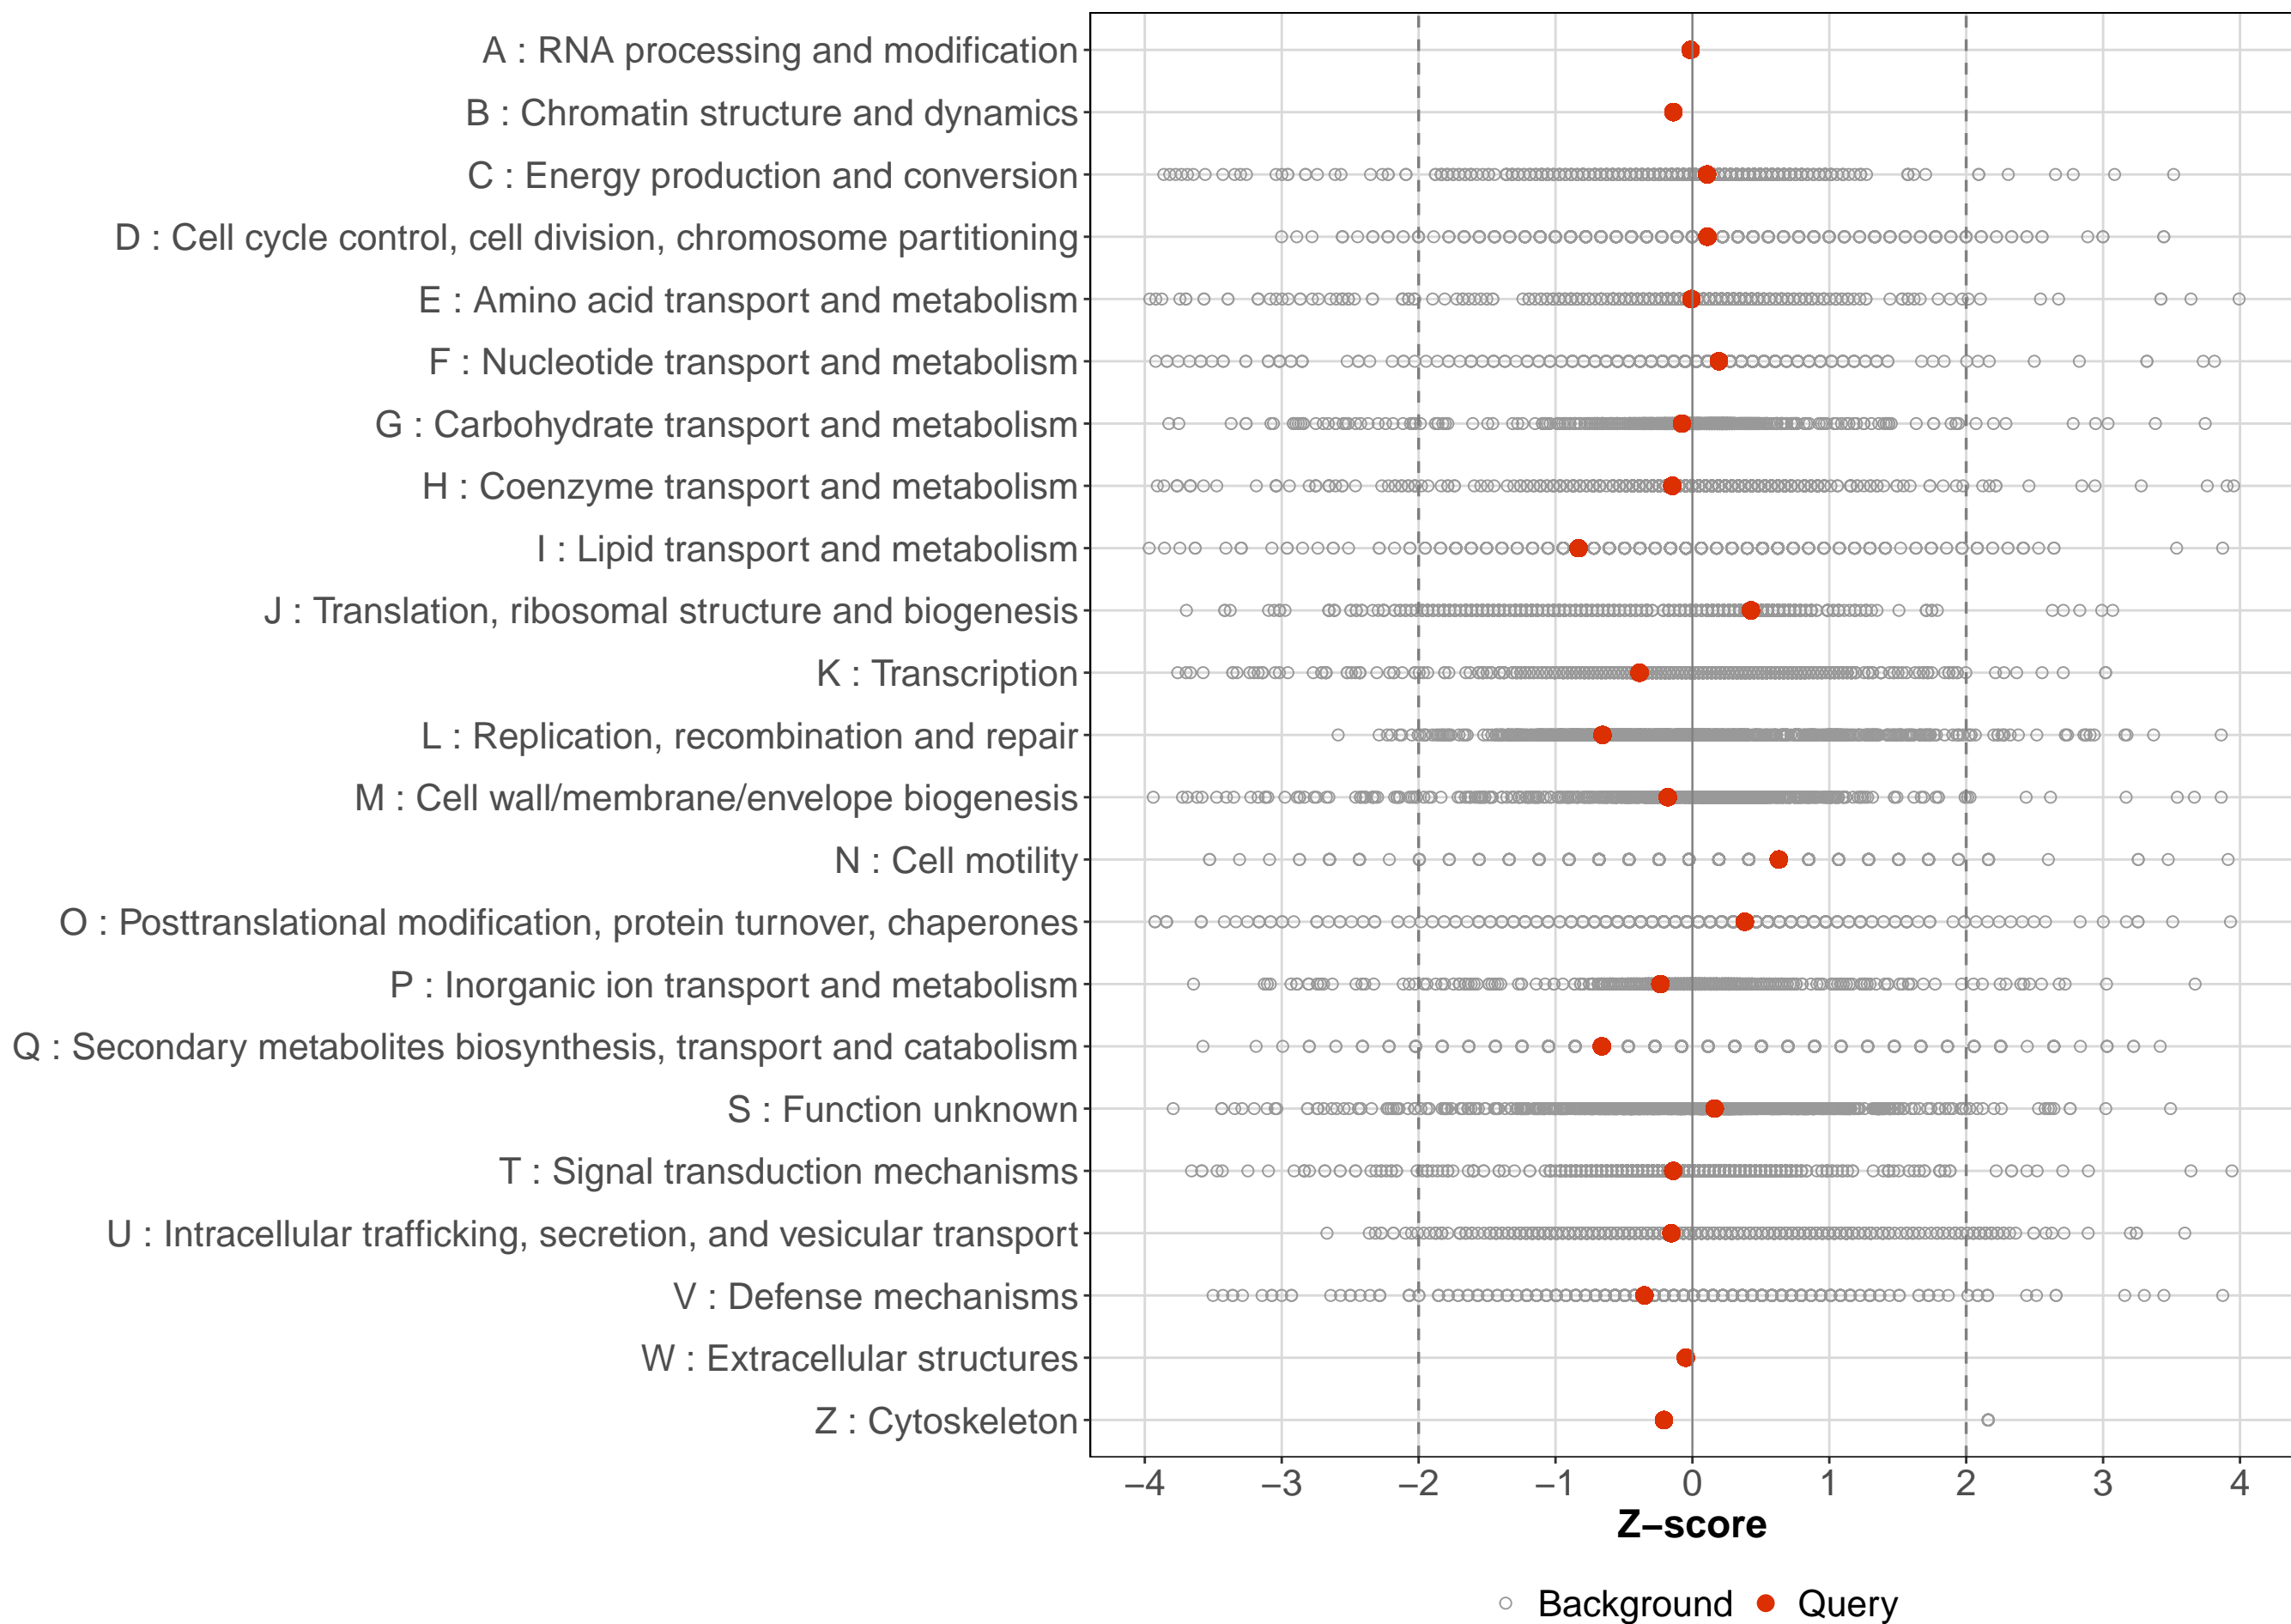 A : RNA processing and modification
B : Chromatin structure and dynamics
C : Energy production and conversion
D : Cell cycle control, cell division, chromosome partitioning
E : Amino acid transport and metabolism
F : Nucleotide transport and metabolism
G : Carbohydrate transport and metabolism
H : Coenzyme transport and metabolism
I : Lipid transport and metabolism
J : Translation, ribosomal structure and biogenesis
K : Transcription
L : Replication, recombination and repair
M : Cell wall/membrane/envelope biogenesis
N : Cell motility
O : Posttranslational modification, protein turnover, chaperones
P : Inorganic ion transport and metabolism
Q : Secondary metabolites biosynthesis, transport and catabolism
S : Function unknown
T : Signal transduction mechanisms
U : Intracellular trafficking, secretion, and vesicular transport
V : Defense mechanisms
W : Extracellular structures
Z : Cytoskeleton
−4 −3 −2 −1 0 1 2 3 4
Z−score
Background Query